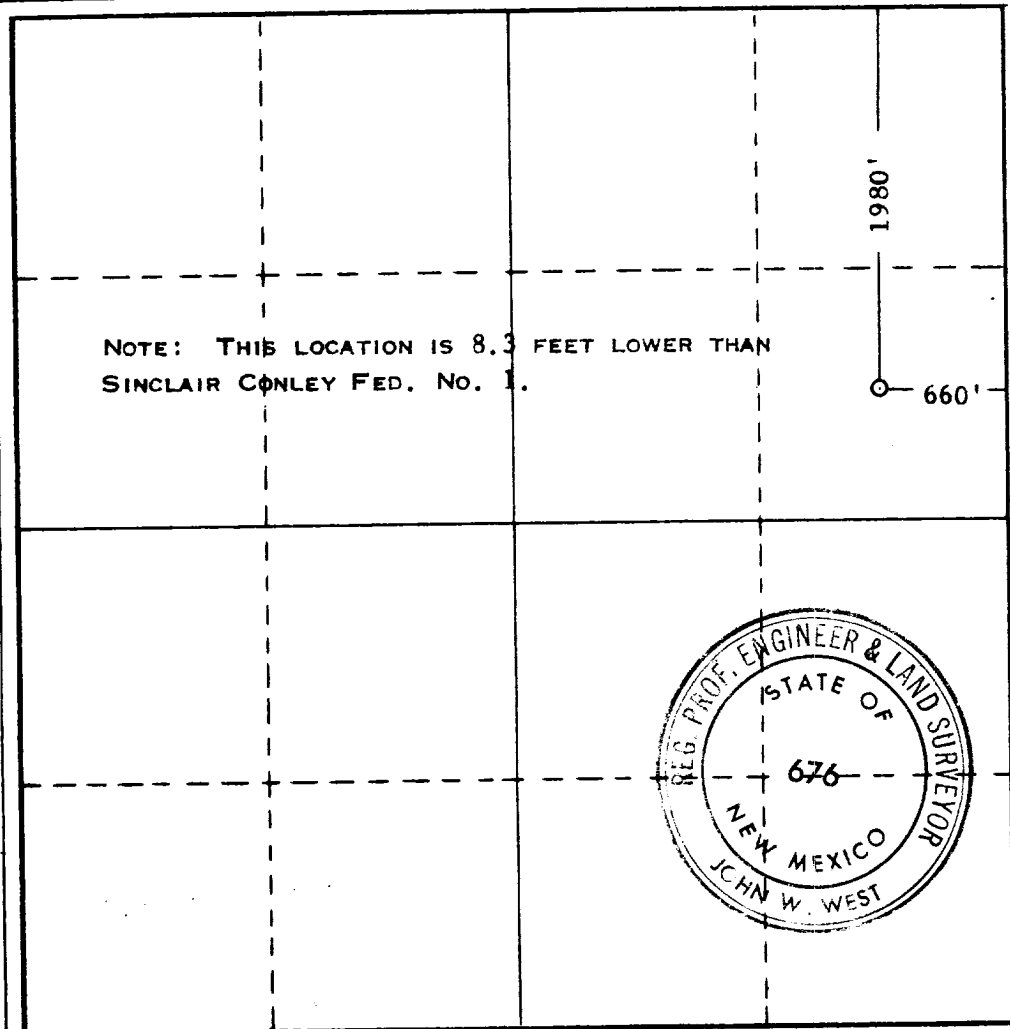 1980'
NOTE: THIS LOCATION IS 8.3 FEET LOWER THAN
SINCLAIR CONLEY FED. NO. 1.
660'
REG. PROF. ENGINEER & LAND SURVEYOR
STATE OF
676
NEW MEXICO
JOHN W. WEST